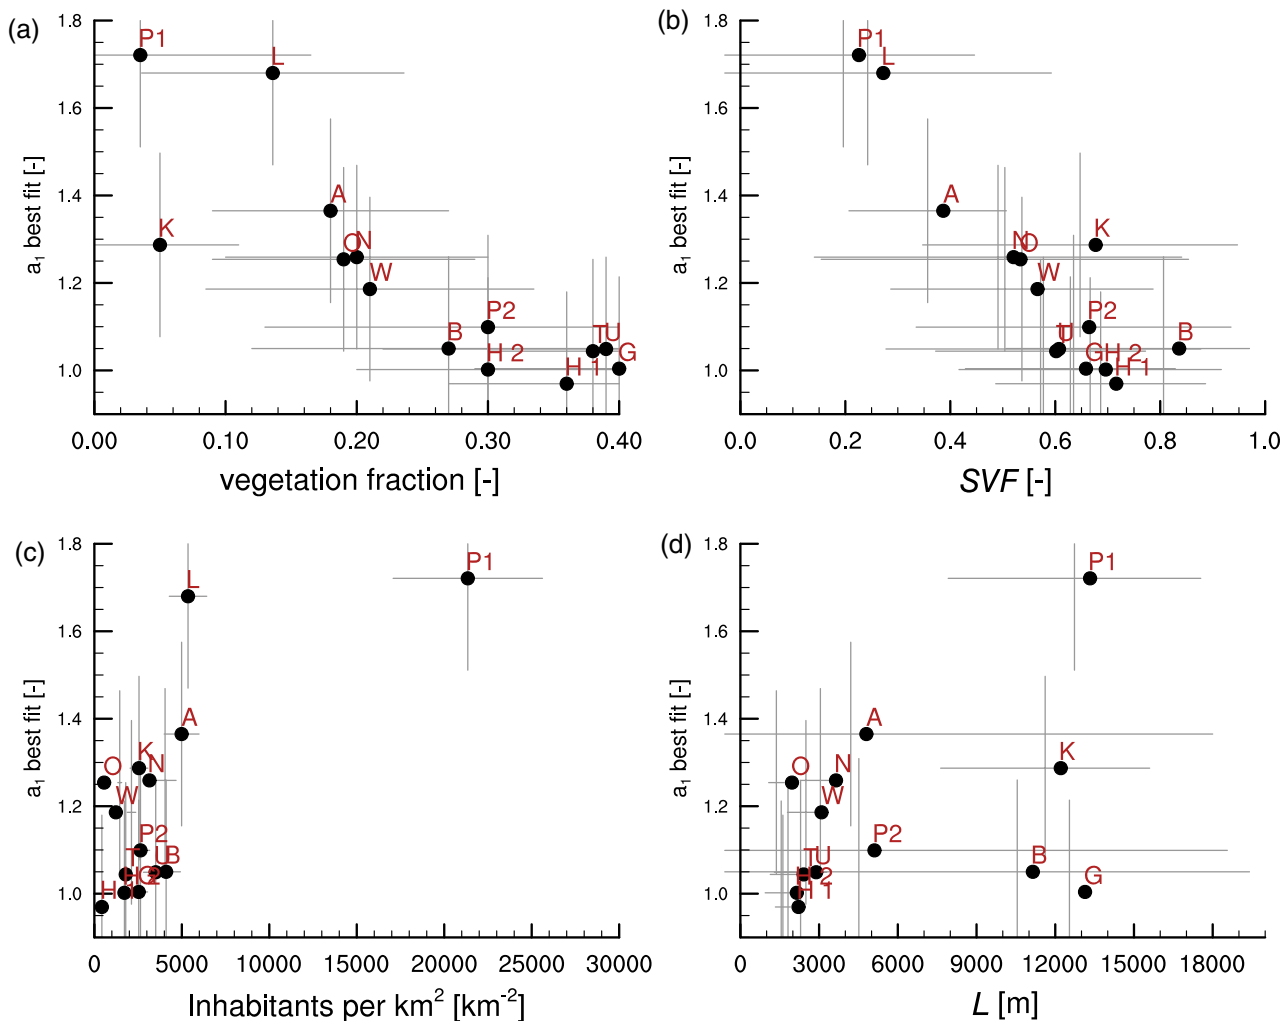 (a)
1.8
1.6
1.4
1.2
1.0
a1 best fit [-]
P1
L
A
K
O
N
W
P2
B
T
U
H 2
G
H 1
0.00
0.10
0.20
0.30
0.40
vegetation fraction [-]
(b)
1.8
1.6
1.4
1.2
1.0
a1 best fit [-]
P1
L
A
K
N
O
W
P2
U
B
G
H 2
H 1
0.0
0.2
0.4
0.6
0.8
1.0
SVF [-]
(c)
1.8
1.6
1.4
1.2
1.0
a1 best fit [-]
P1
L
A
K
O
N
W
P2
T
U
B
H 1
0
5000
10000
15000
20000
25000
30000
Inhabitants per km² [km⁻²]
(d)
1.8
1.6
1.4
1.2
1.0
a1 best fit [-]
P1
A
K
O
N
W
P2
T
U
B
H 2
G
H 1
0
3000
6000
9000
12000
15000
18000
L [m]